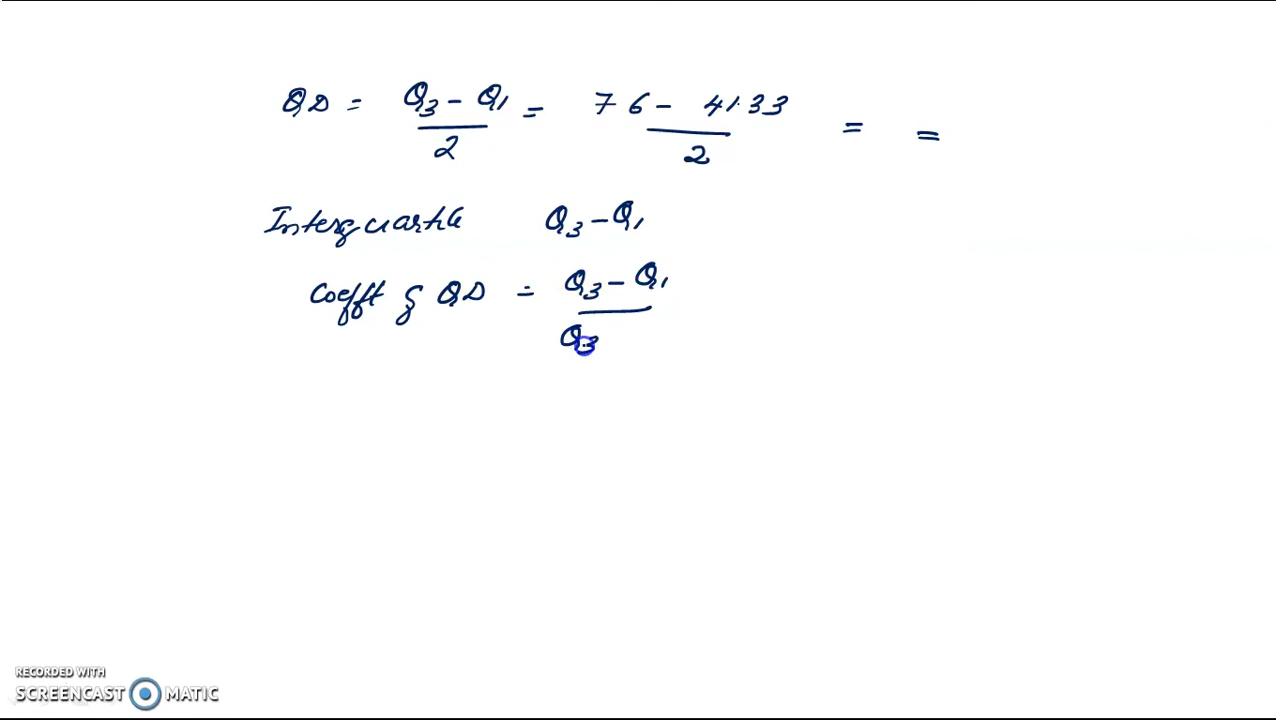 QD = Q3 - Q1 / 2 = 76 - 41.33 / 2 = =
Interquartile Q3 - Q1
Coefft of QD = Q3 - Q1 / Q3
RECORDED WITH
SCREENCAST MATIC